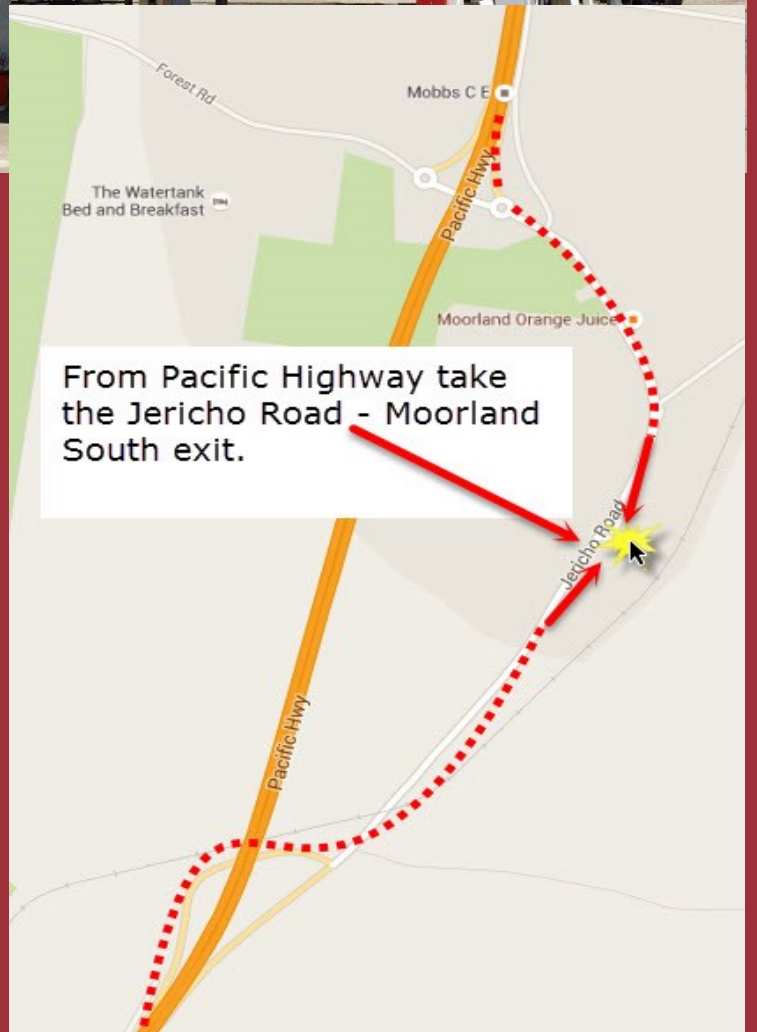 Forest Rd
Mobbs C E
The Watertank
Bed and Breakfast
Pacific Hwy
Moorland Orange Juice
From Pacific Highway take
the Jericho Road - Moorland
South exit.
Jericho Road
Pacific Hwy